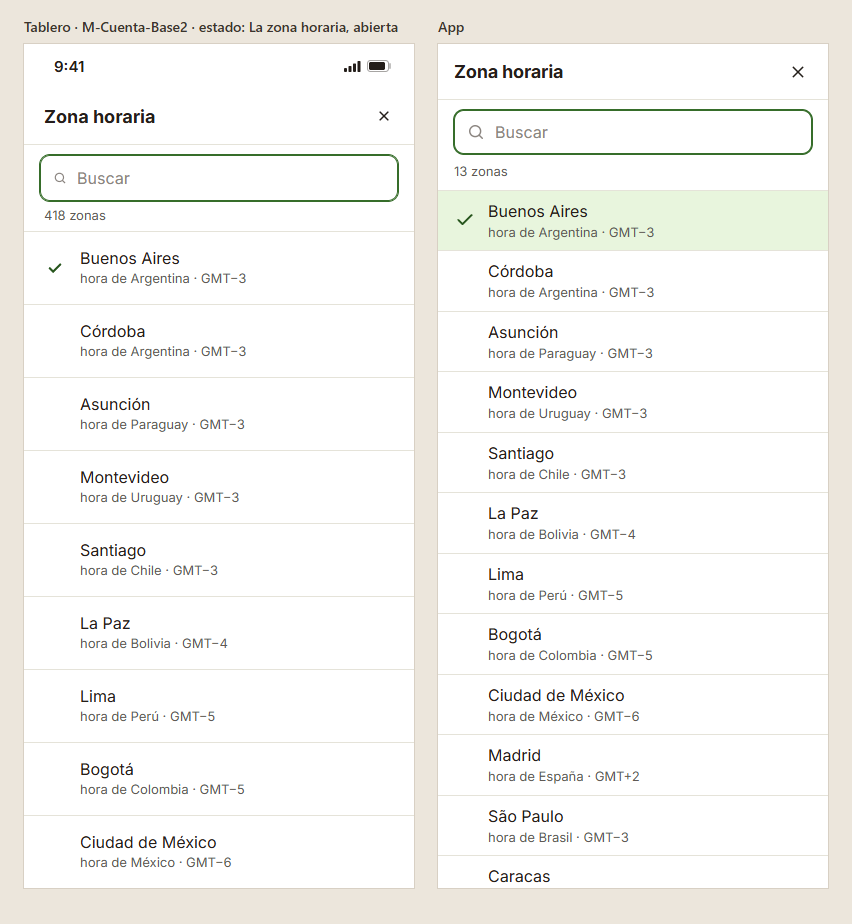 Tablero · M-Cuenta-Base2 · estado: La zona horaria, abierta
9:41
Zona horaria
Buscar
418 zonas
Buenos Aires
hora de Argentina · GMT−3
Córdoba
hora de Argentina · GMT−3
Asunción
hora de Paraguay · GMT−3
Montevideo
hora de Uruguay · GMT−3
Santiago
hora de Chile · GMT−3
La Paz
hora de Bolivia · GMT−4
Lima
hora de Perú · GMT−5
Bogotá
hora de Colombia · GMT−5
Ciudad de México
hora de México · GMT−6
App
Zona horaria
Buscar
13 zonas
Buenos Aires
hora de Argentina · GMT−3
Córdoba
hora de Argentina · GMT−3
Asunción
hora de Paraguay · GMT−3
Montevideo
hora de Uruguay · GMT−3
Santiago
hora de Chile · GMT−3
La Paz
hora de Bolivia · GMT−4
Lima
hora de Perú · GMT−5
Bogotá
hora de Colombia · GMT−5
Ciudad de México
hora de México · GMT−6
Madrid
hora de España · GMT+2
São Paulo
hora de Brasil · GMT−3
Caracas